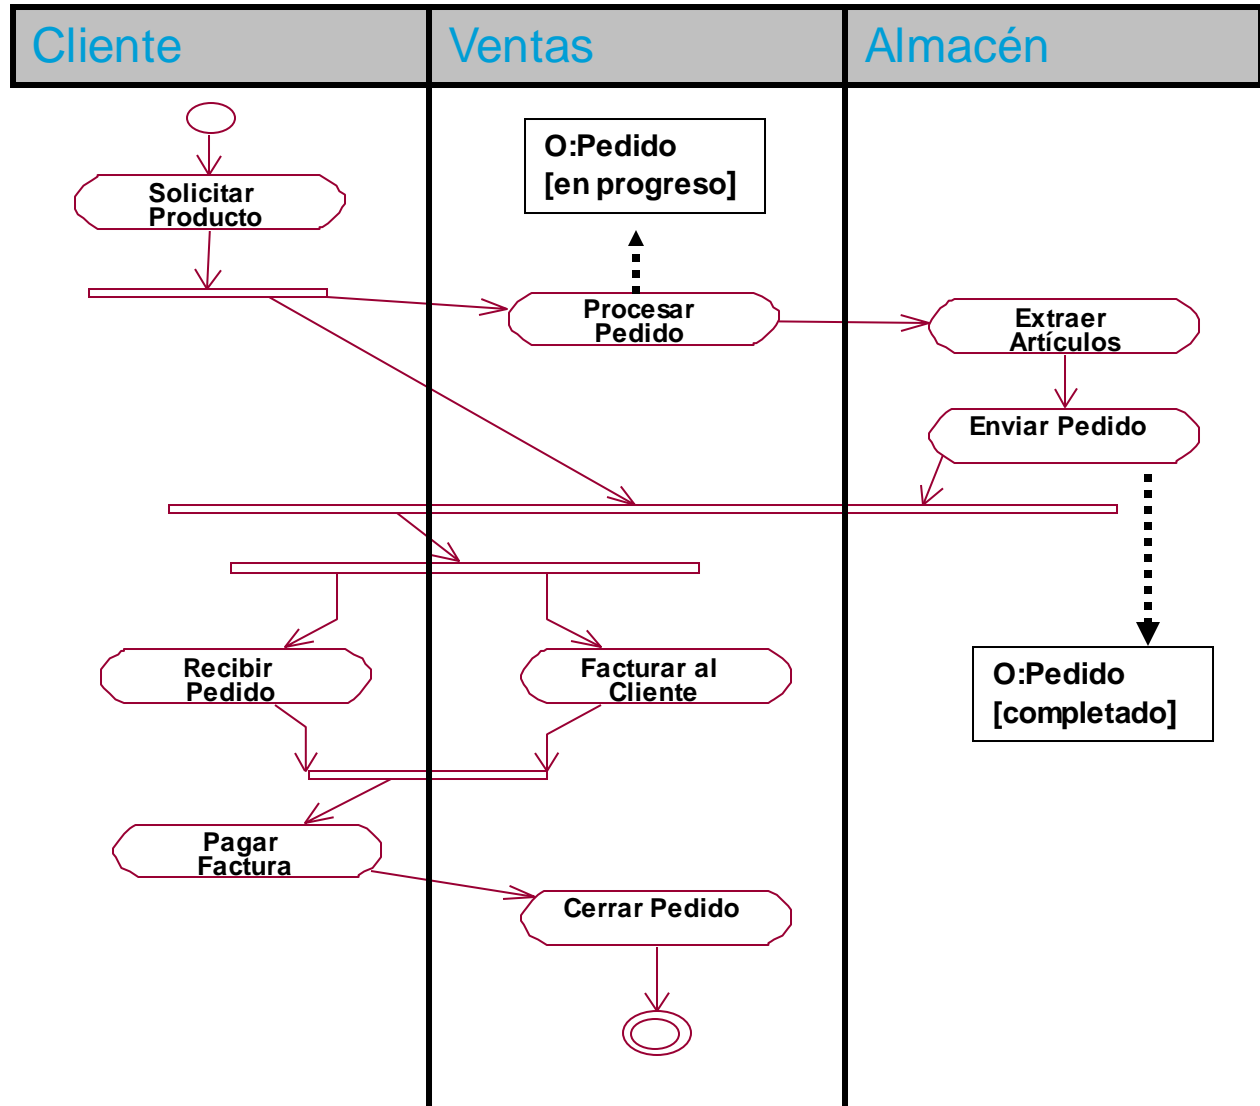 Cliente
Ventas
Almacén
O:Pedido
[en progreso]
Solicitar
Producto
Procesar
Pedido
Extraer
Artículos
Enviar Pedido
Recibir
Pedido
Facturar al
Cliente
O:Pedido
[completado]
Pagar
Factura
Cerrar Pedido